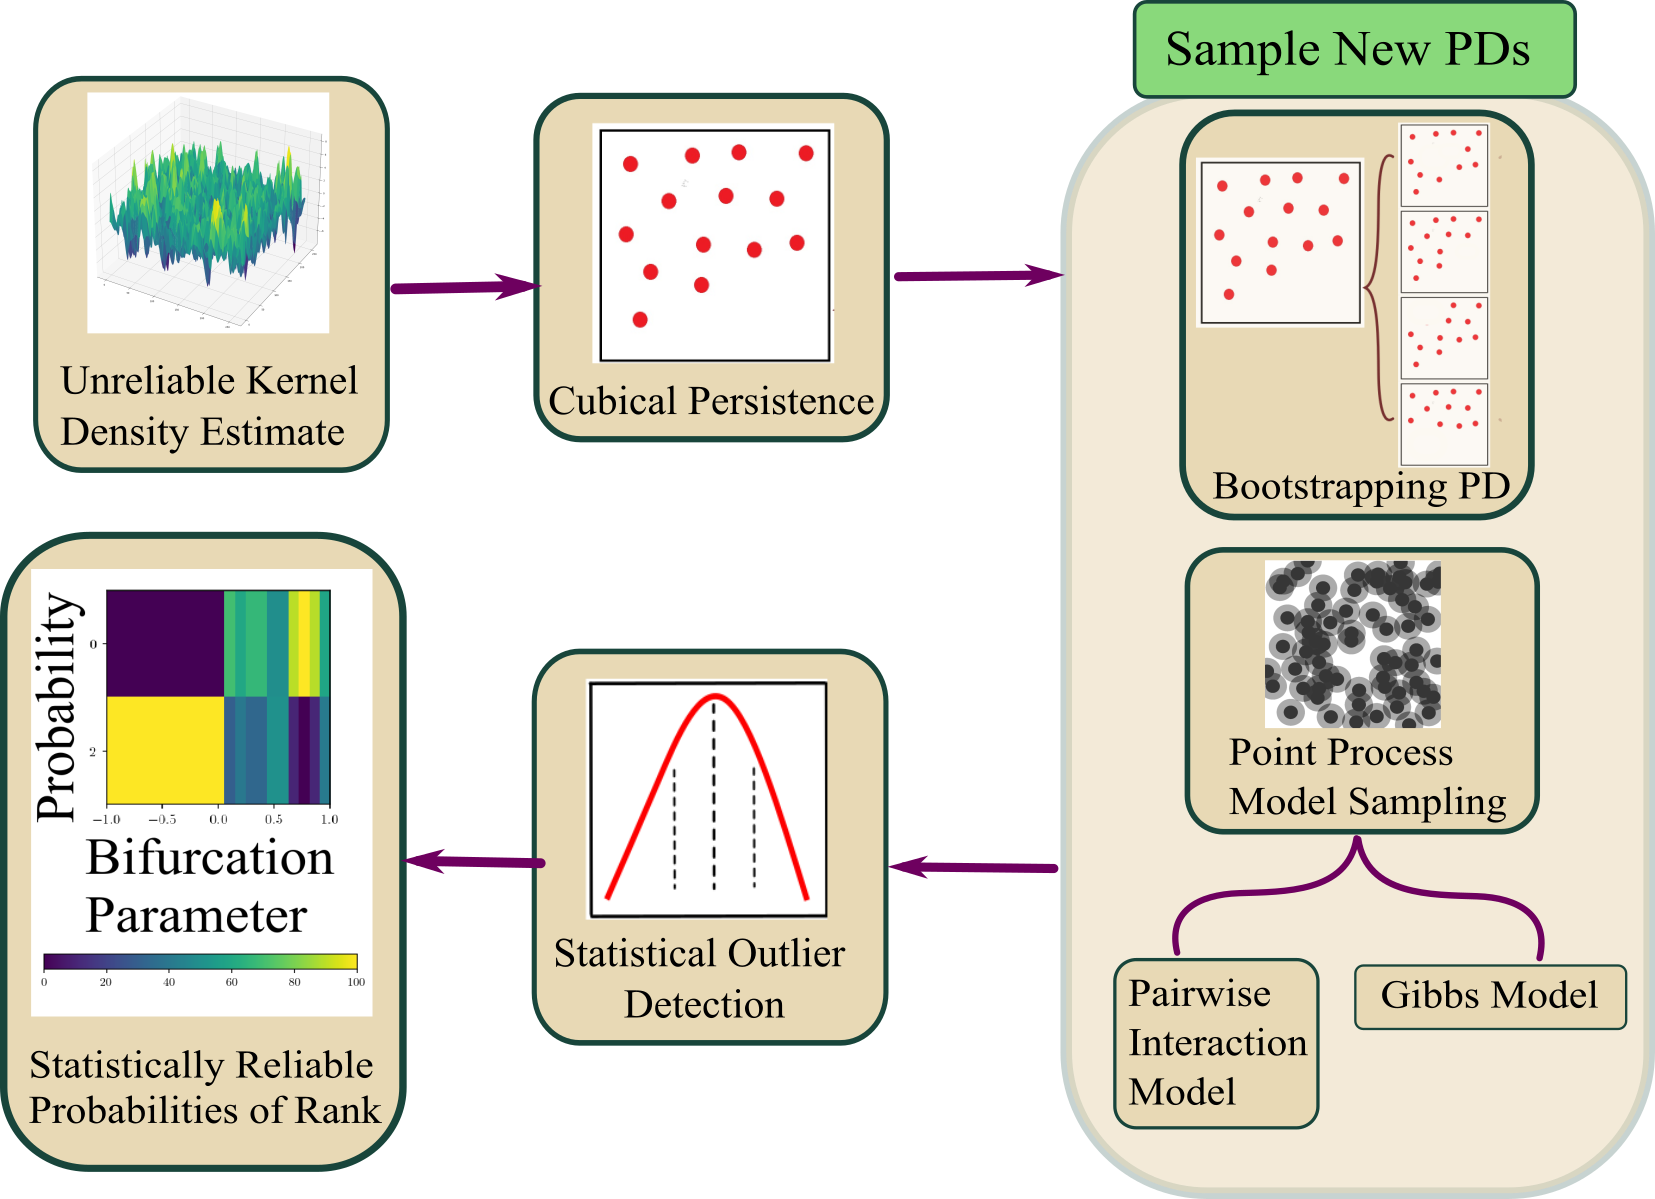 Sample New PDs
Unreliable Kernel
Density Estimate
Cubical Persistence
Bootstrapping PD
Point Process
Model Sampling
Pairwise
Interaction
Model
Gibbs Model
Statistical Outlier
Detection
Probability
0
2
−1.0 −0.5 0.0 0.5 1.0
Bifurcation
Parameter
0 20 40 60 80 100
Statistically Reliable
Probabilities of Rank